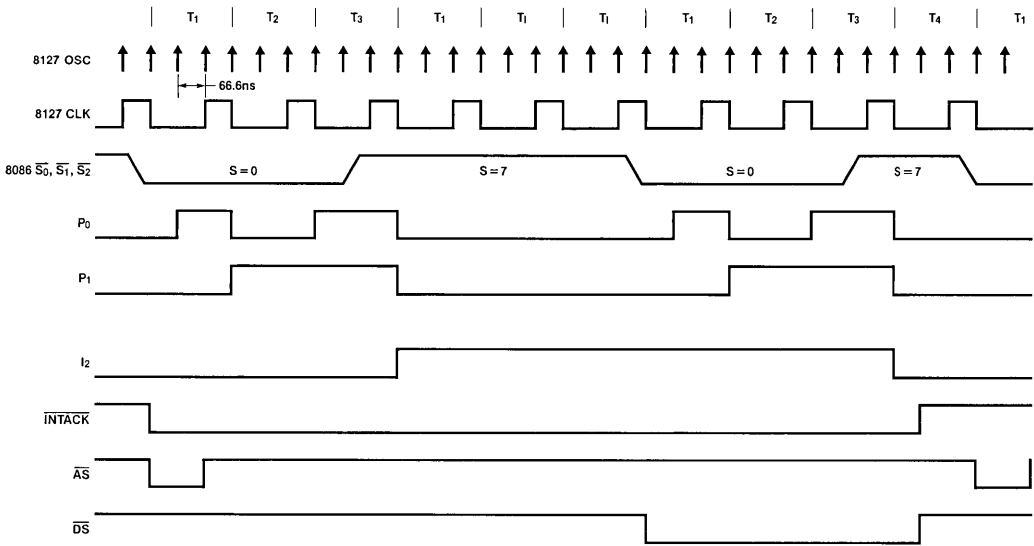 T1 T2 T3 T1 TI TI T1 T2 T3 T4 T1
8127 OSC
66.6ns
8127 CLK
8086 S0, S1, S2
S = 0 S = 7 S = 0 S = 7
P0
P1
I2
INTACK
AS
DS